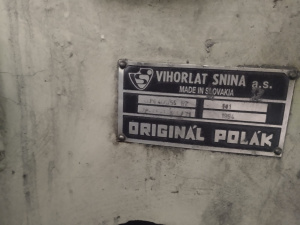 VIHORLAT SNINA a.s.
MADE IN SLOVAKIA
ORIGINÁL POLÁK